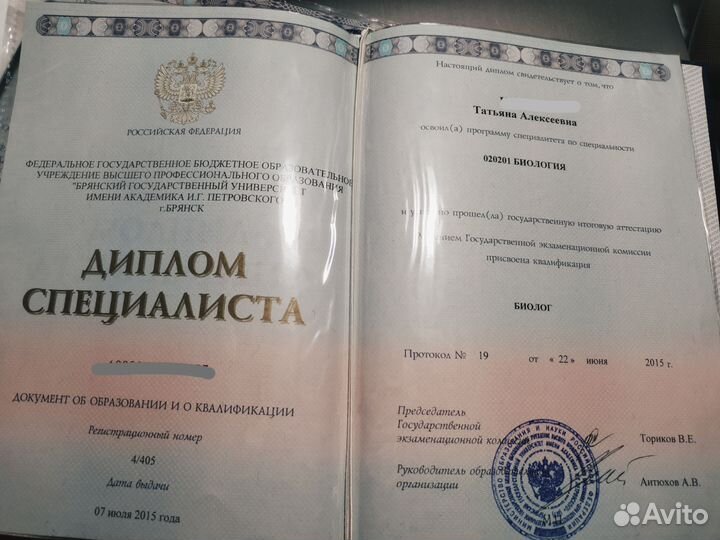 РОССИЙСКАЯ ФЕДЕРАЦИЯ
ФЕДЕРАЛЬНОЕ ГОСУДАРСТВЕННОЕ БЮДЖЕТНОЕ ОБРАЗОВАТЕЛЬНОЕ
УЧРЕЖДЕНИЕ ВЫСШЕГО ПРОФЕССИОНАЛЬНОГО ОБРАЗОВАНИЯ
"БРЯНСКИЙ ГОСУДАРСТВЕННЫЙ УНИВЕРСИТЕТ
ИМЕНИ АКАДЕМИКА И.Г. ПЕТРОВСКОГО
г.БРЯНСК
ДИПЛОМ
СПЕЦИАЛИСТА
ДОКУМЕНТ ОБ ОБРАЗОВАНИИ И О КВАЛИФИКАЦИИ
Регистрационный номер
4/405
Дата выдачи
07 июля 2015 года
Настоящий диплом свидетельствует о том, что
Татьяна Алексеевна
освоил(а) программу специалитета по специальности
020201 БИОЛОГИЯ
и прошел(ла) государственную итоговую аттестацию
Государственной экзаменационной комиссии
присвоена квалификация
БИОЛОГ
Протокол № 19 от «22» июня 2015 г.
Председатель
Государственной
экзаменационной
Ториков В.Е.
Руководитель
организации
Антюхов А.В.
М.П.
Avito